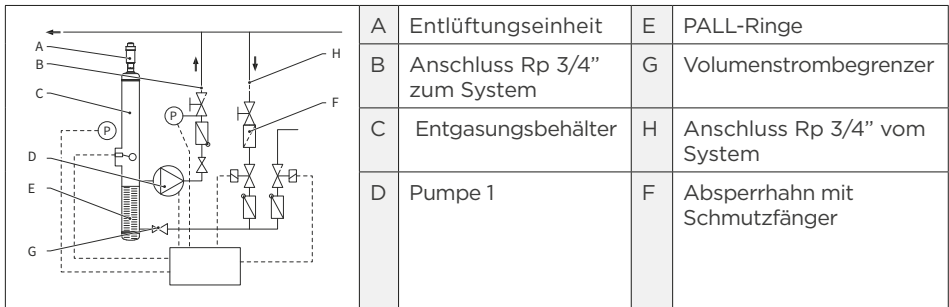 A
B
C
D
E
G
H
F
P
P
A Entlüftungseinheit E PALL-Ringe
B Anschluss Rp 3/4” zum System G Volumenstrombegrenzer
C Entgasungsbehälter H Anschluss Rp 3/4” vom System
D Pumpe 1 F Absperrhahn mit Schmutzfänger